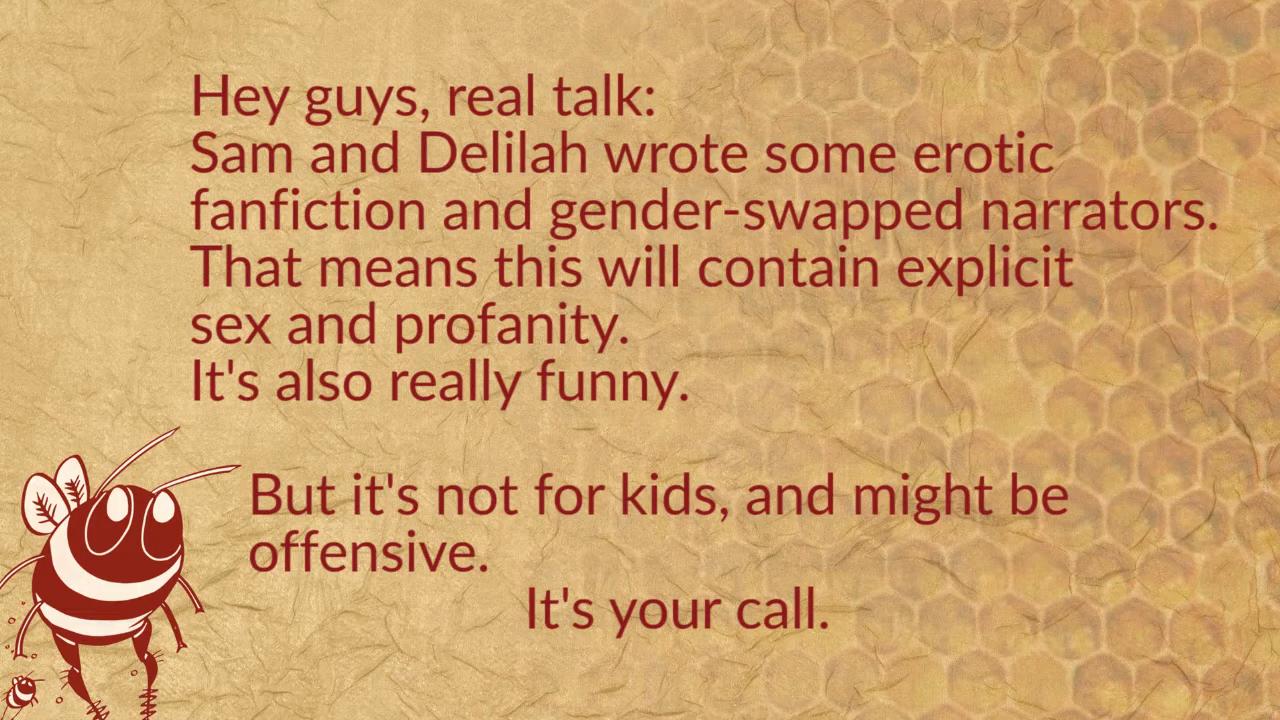 Hey guys, real talk:
Sam and Delilah wrote some erotic
fanfiction and gender-swapped narrators.
That means this will contain explicit
sex and profanity.
It's also really funny.
But it's not for kids, and might be
offensive.
It's your call.